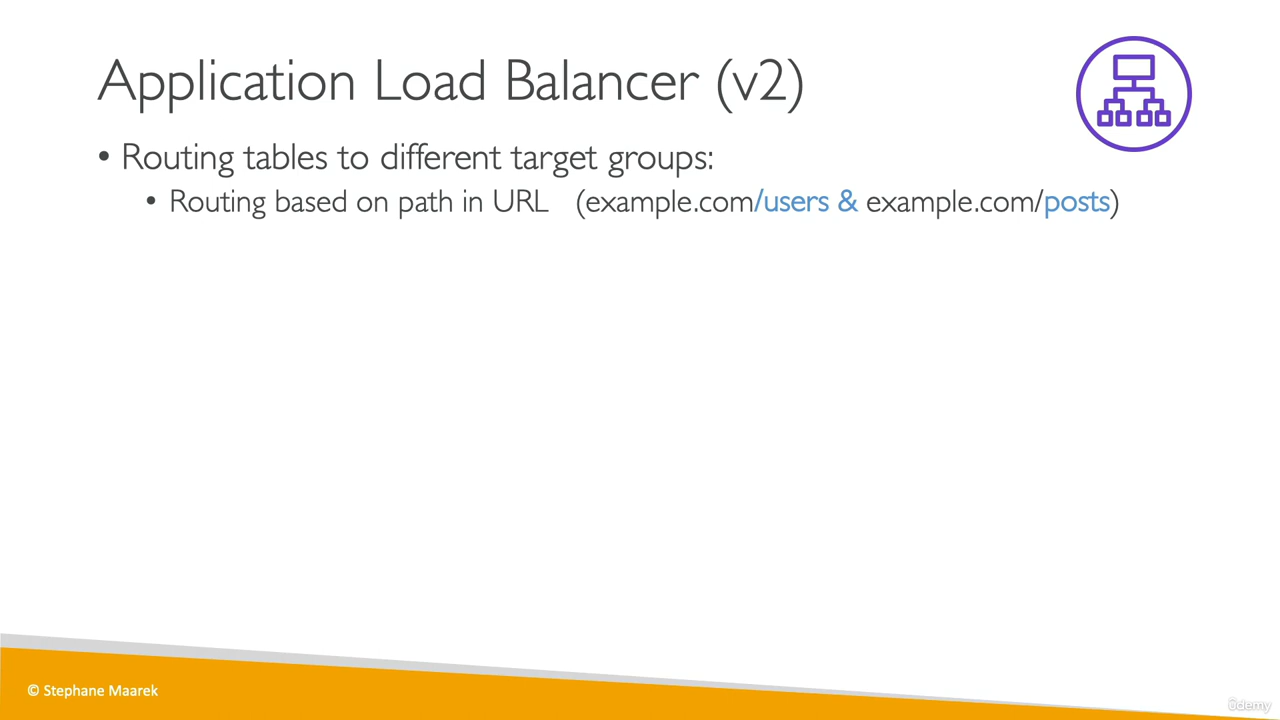 Application Load Balancer (v2)
• Routing tables to different target groups:
• Routing based on path in URL (example.com/users & example.com/posts)
© Stephane Maarek
ûdemy